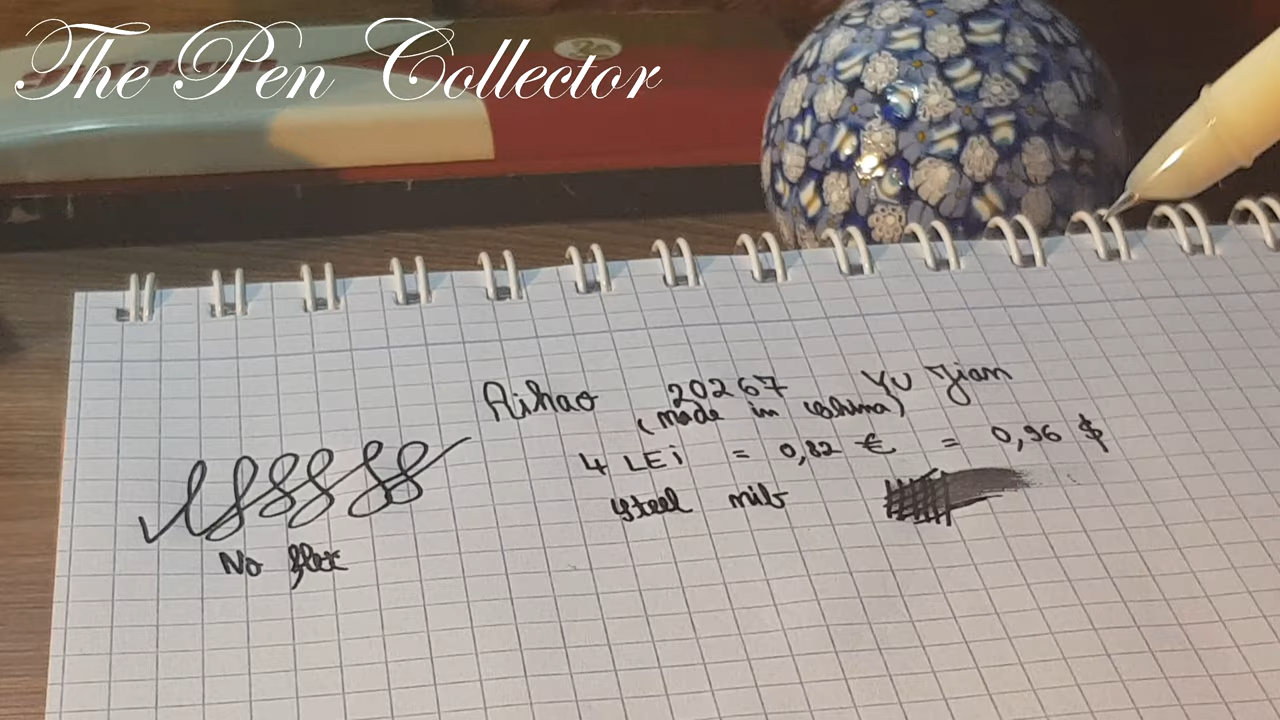 The Pen Collector
Aihao 20267 Yu Jian
(made in China)
4 LEi = 0,82 € = 0,96 $
steel nib
No flex